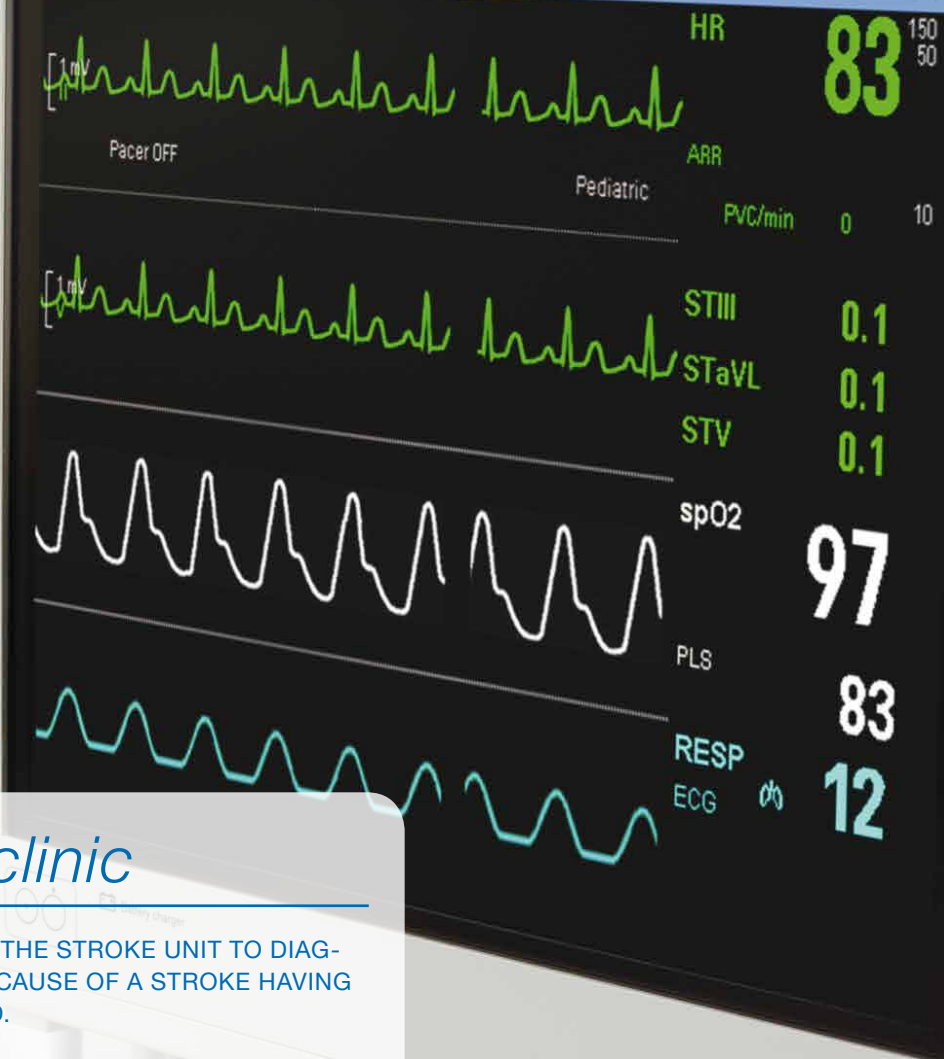 HR 83 150
50
1 mV
Pacer OFF
ARR
Pediatric
PVC/min 0 10
1 mV
STIII 0.1
STaVL 0.1
STV 0.1
spO2 97
PLS 83
RESP 12
ECG
clinic
Battery charger
THE STROKE UNIT TO DIAG-
CAUSE OF A STROKE HAVING